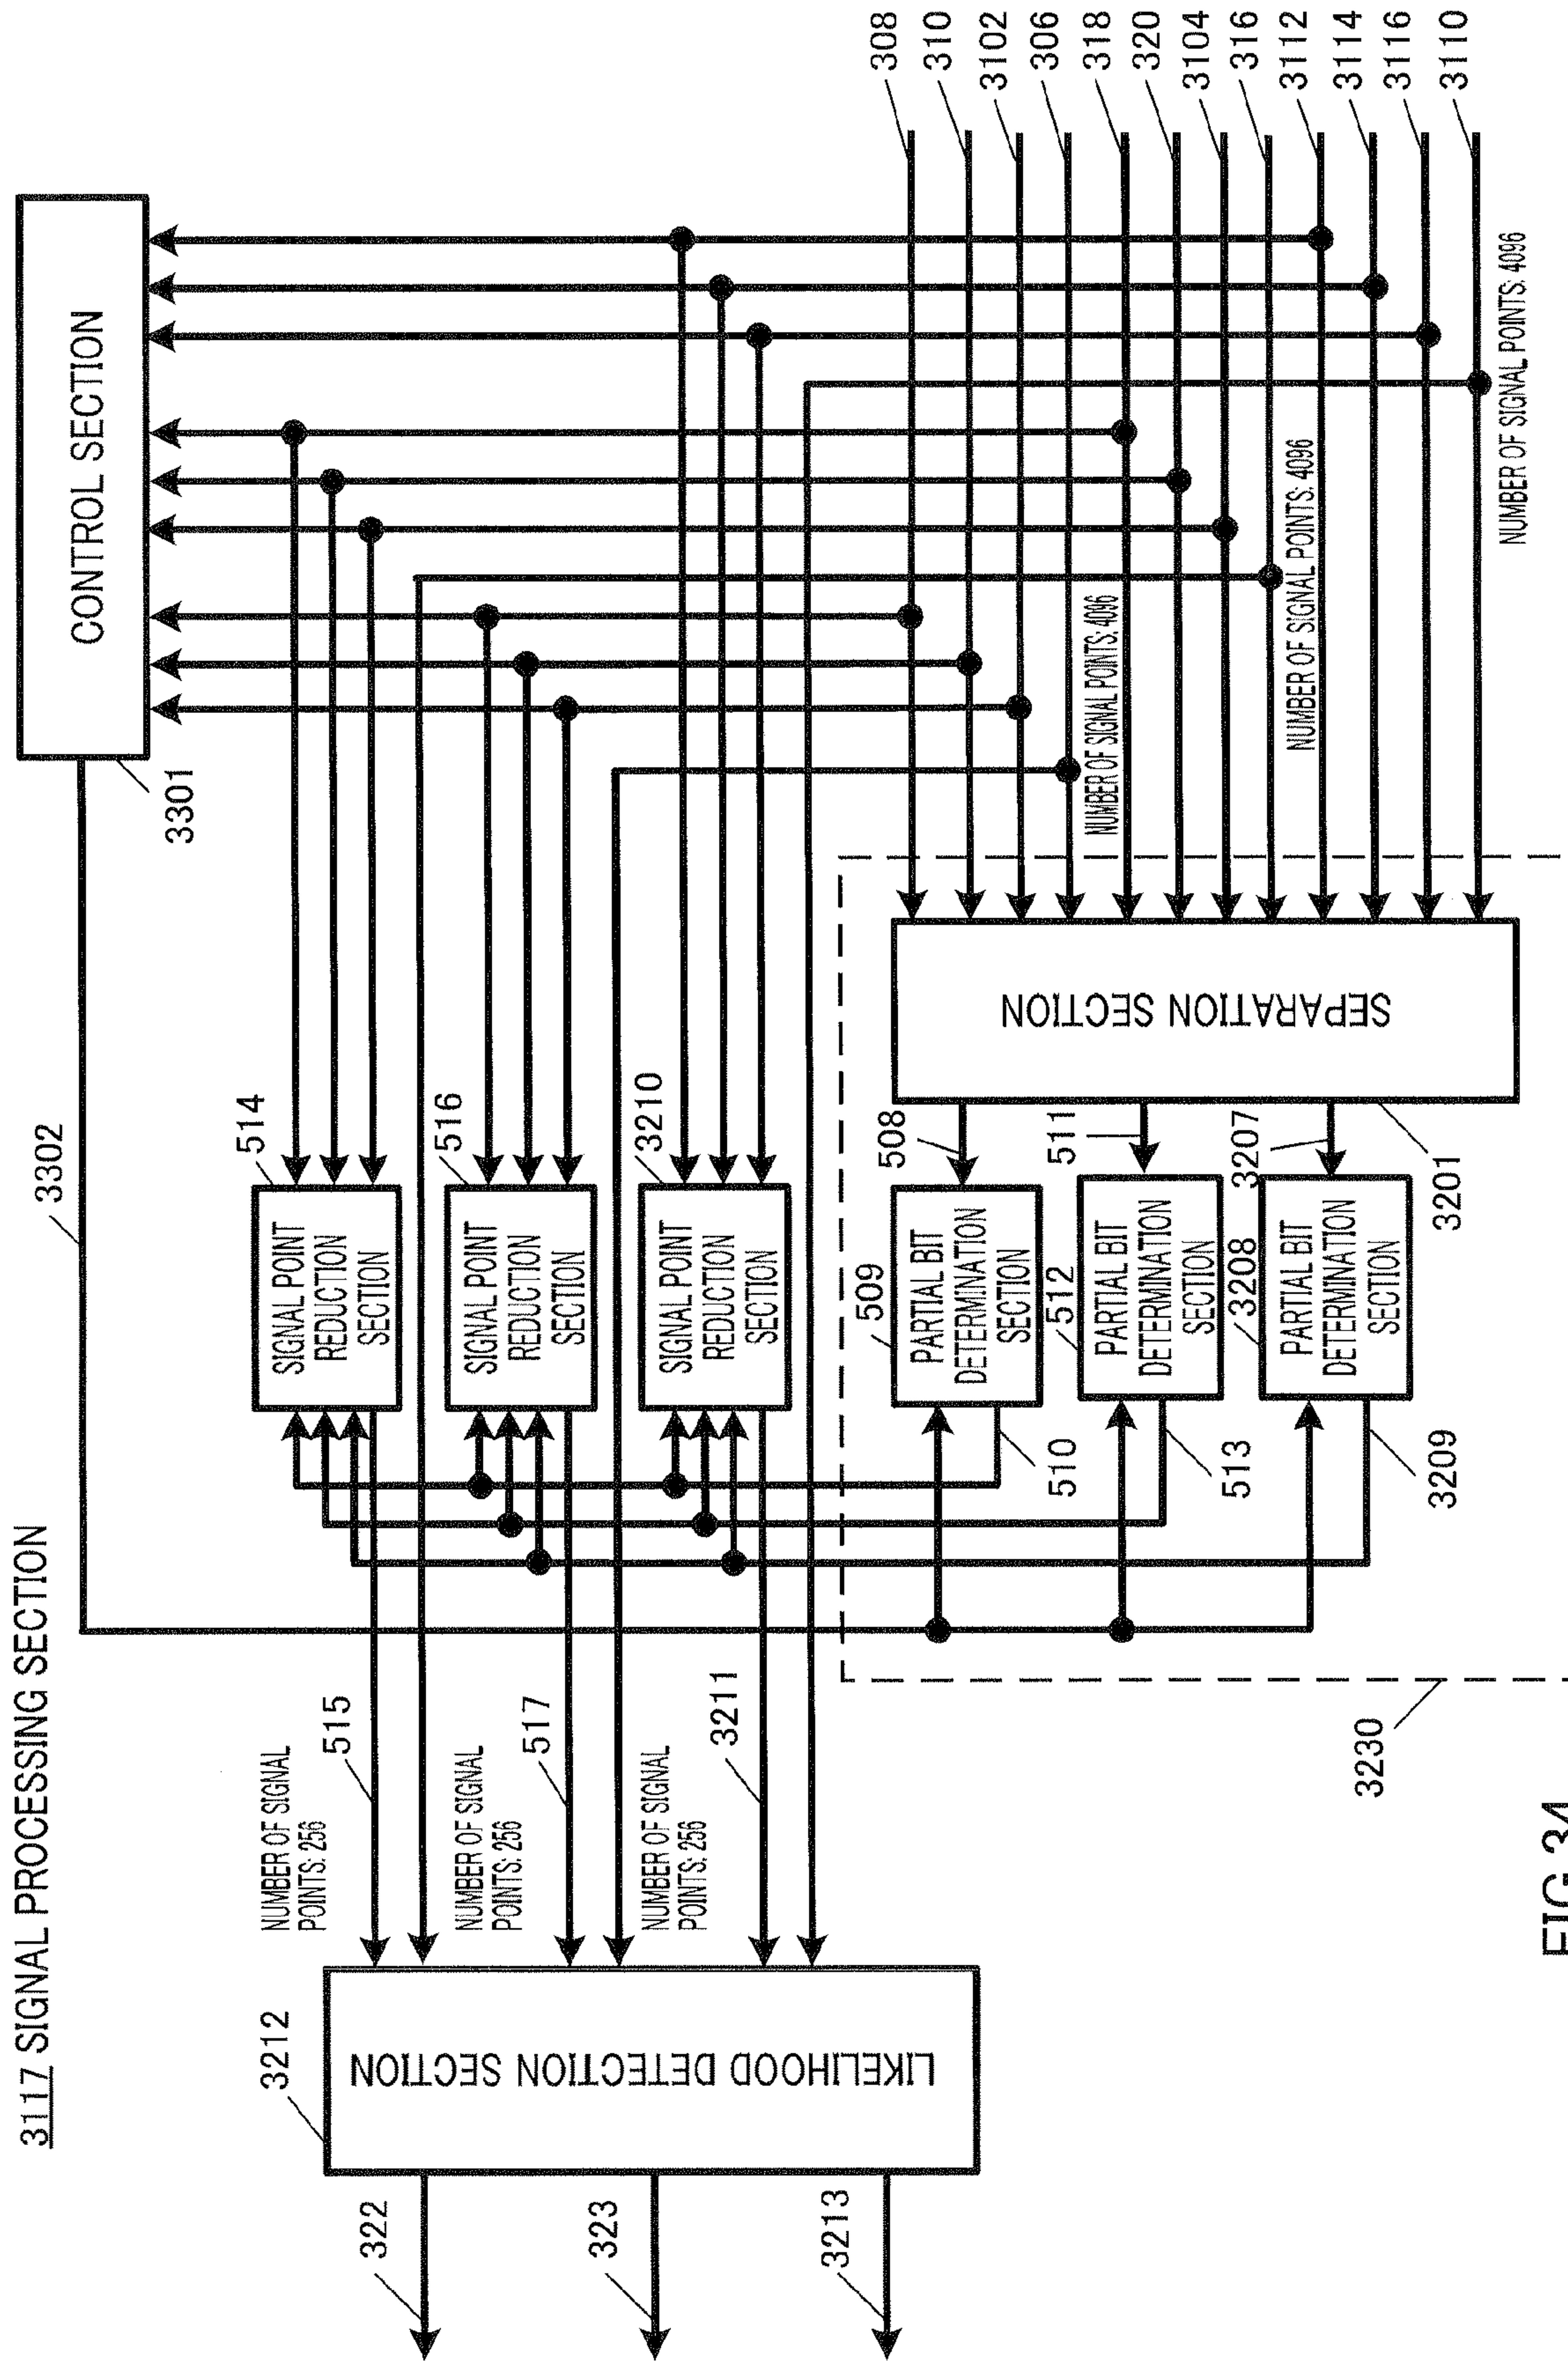 3117 SIGNAL PROCESSING SECTION
CONTROL SECTION
3301
3302
514
SIGNAL POINT
REDUCTION
SECTION
516
SIGNAL POINT
REDUCTION
SECTION
3210
SIGNAL POINT
REDUCTION
SECTION
NUMBER OF SIGNAL
POINTS: 256
515
NUMBER OF SIGNAL
POINTS: 256
517
NUMBER OF SIGNAL
POINTS: 256
3211
3212
LIKELIHOOD DETECTION SECTION
322
323
3213
308
310
3102
306
318
320
3104
316
3112
3114
3116
3110
NUMBER OF SIGNAL POINTS: 4096
NUMBER OF SIGNAL POINTS: 4096
NUMBER OF SIGNAL POINTS: 4096
SEPARATION SECTION
3201
508
511
3207
509
PARTIAL BIT
DETERMINATION
SECTION
512
PARTIAL BIT
DETERMINATION
SECTION
3208
PARTIAL BIT
DETERMINATION
SECTION
510
513
3209
3230
FIG.34